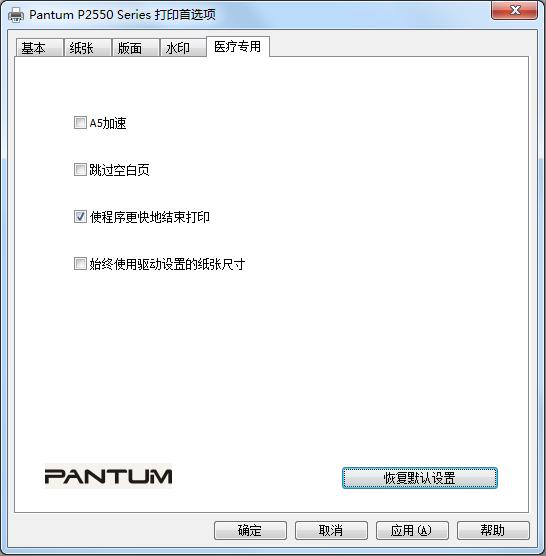 Pantum P2550 Series 打印首选项
基本 纸张 版面 水印 医疗专用
A5加速
跳过空白页
使程序更快地结束打印
始终使用驱动设置的纸张尺寸
PANTUM 恢复默认设置
确定 取消 应用(A) 帮助